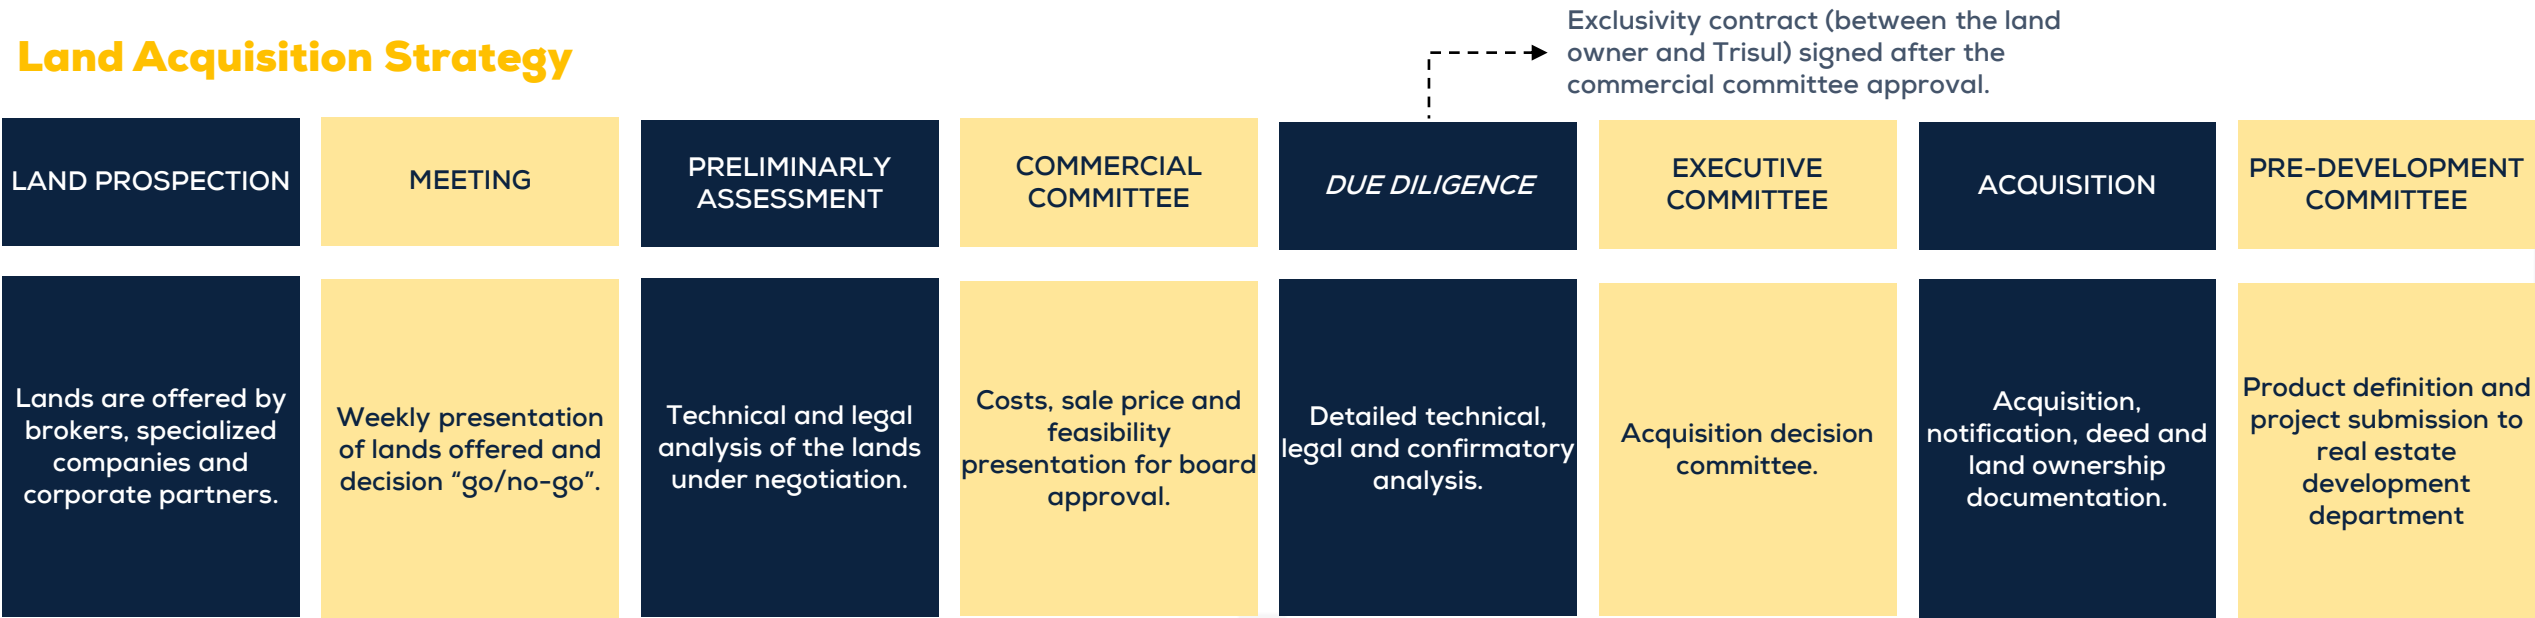 Exclusivity contract (between the land
owner and Trisul) signed after the
commercial committee approval.
Land Acquisition Strategy
LAND PROSPECTION
MEETING
PRELIMINARLY
ASSESSMENT
COMMERCIAL
COMMITTEE
DUE DILIGENCE
EXECUTIVE
COMMITTEE
ACQUISITION
PRE-DEVELOPMENT
COMMITTEE
Lands are offered by
brokers, specialized
companies and
corporate partners.
Weekly presentation
of lands offered and
decision “go/no-go”.
Technical and legal
analysis of the lands
under negotiation.
Costs, sale price and
feasibility
presentation for board
approval.
Detailed technical,
legal and confirmatory
analysis.
Acquisition decision
committee.
Acquisition,
notification, deed and
land ownership
documentation.
Product definition and
project submission to
real estate
development
department